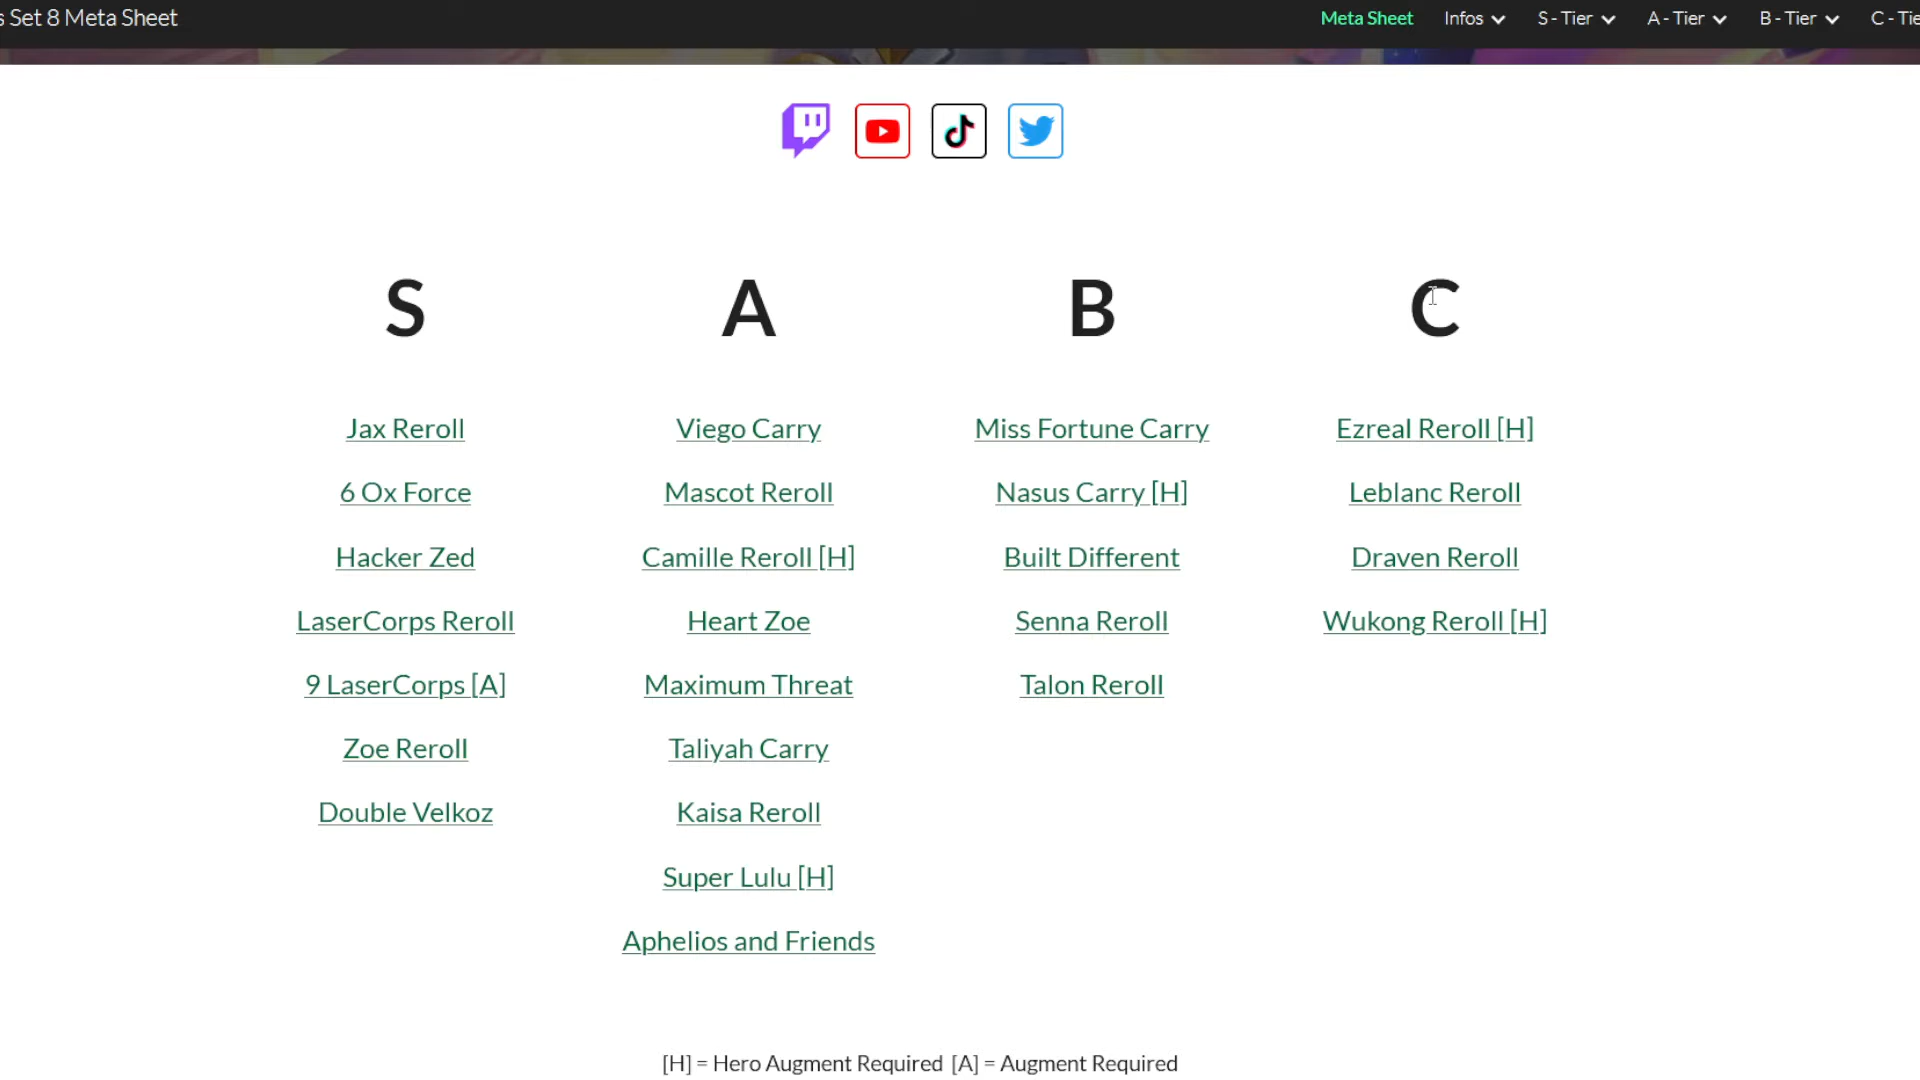 s Set 8 Meta Sheet
Meta Sheet
Infos
S - Tier
A - Tier
B - Tier
C - Tie
S
Jax Reroll
6 Ox Force
Hacker Zed
LaserCorps Reroll
9 LaserCorps [A]
Zoe Reroll
Double Velkoz
A
Viego Carry
Mascot Reroll
Camille Reroll [H]
Heart Zoe
Maximum Threat
Taliyah Carry
Kaisa Reroll
Super Lulu [H]
Aphelios and Friends
B
Miss Fortune Carry
Nasus Carry [H]
Built Different
Senna Reroll
Talon Reroll
C
Ezreal Reroll [H]
Leblanc Reroll
Draven Reroll
Wukong Reroll [H]
[H] = Hero Augment Required [A] = Augment Required